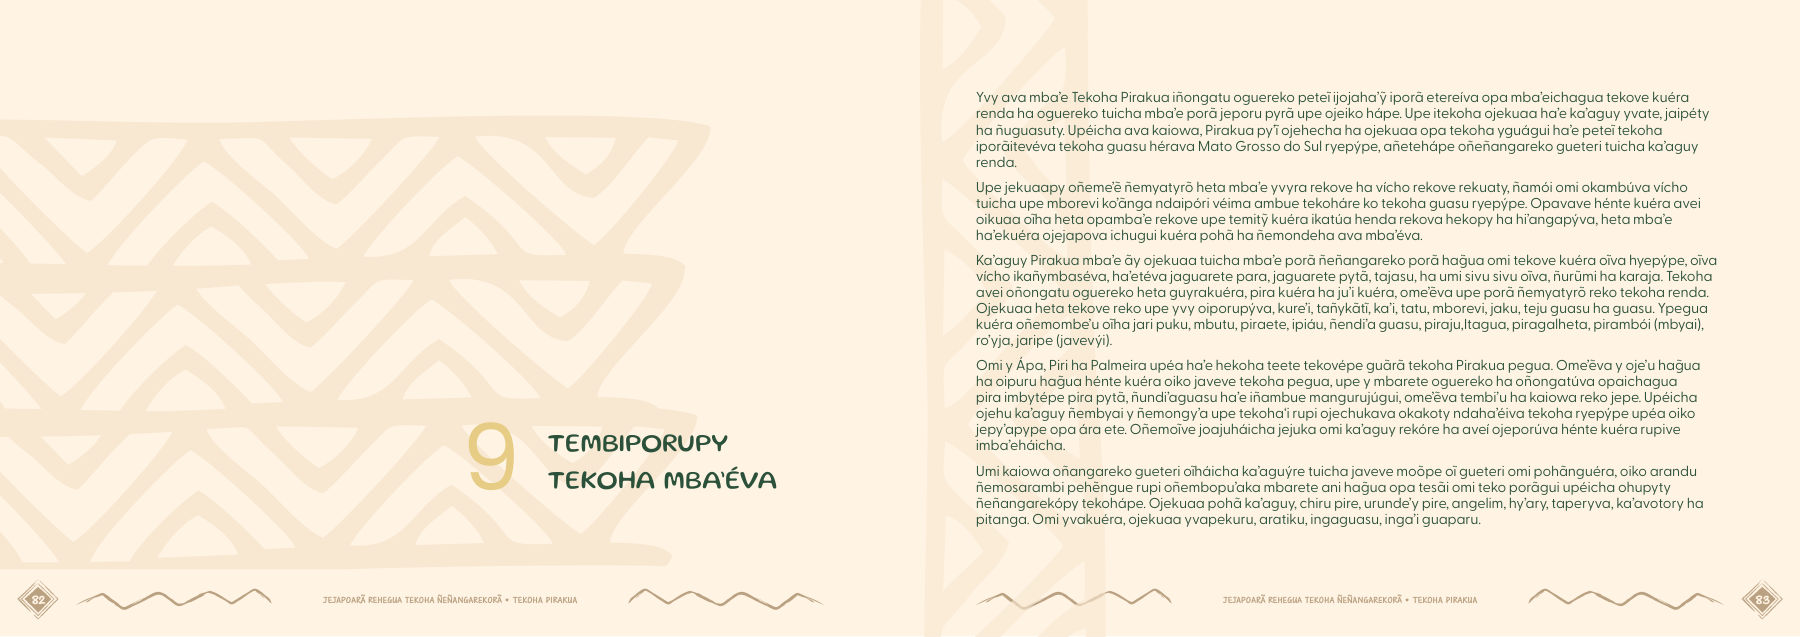 9 TEMBIPORUPY
TEKOHA MBA'ÉVA
82
JEJAPOARÃ REHEGUA TEKOHA ÑEÑANGAREKORÃ • TEKOHA PIRAKUA
Yvy ava mba'e Tekoha Pirakua iñongatu oguereko peteĩ ijojaha'ỹ iporã etereíva opa mba'eichagua tekove kuéra
renda ha oguereko tuicha mba'e porã jeporu pyrã upe ojeiko hápe. Upe itekoha ojekuaa ha'e ka'aguy yvate, jaipéty
ha ñuguasuty. Upéicha ava kaiowa, Pirakua py'ĩ ojehecha ha ojekuaa opa tekoha yguágui ha'e peteĩ tekoha
iporãitevéva tekoha guasu hérava Mato Grosso do Sul ryepýpe, añetehápe oñeñangareko gueteri tuicha ka'aguy
renda.
Upe jekuaapy oñeme'ẽ ñemyatyrõ heta mba'e yvyra rekove ha vícho rekove rekuaty, ñamói omi okambúva vícho
tuicha upe mborevi ko'ãnga ndaipóri véima ambue tekoháre ko tekoha guasu ryepýpe. Opavave hénte kuéra avei
oikuaa oĩha heta opamba'e rekove upe temitỹ kuéra ikatúa henda rekova hekopy ha hi'angapýva, heta mba'e
ha'ekuéra ojejapova ichugui kuéra pohã ha ñemondeha ava mba'éva.
Ka'aguy Pirakua mba'e ãy ojekuaa tuicha mba'e porã ñeñangareko porã hag̃ua omi tekove kuéra oĩva hyepýpe, oĩva
vícho ikañymbaséva, ha'etéva jaguarete para, jaguarete pytã, tajasu, ha umi sivu sivu oĩva, ñurũmi ha karaja. Tekoha
avei oñongatu oguereko heta guyrakuéra, pira kuéra ha ju'i kuéra, ome'ẽva upe porã ñemyatyrõ reko tekoha renda.
Ojekuaa heta tekove reko upe yvy oiporupýva, kure'i, tañykãtĩ, ka'i, tatu, mborevi, jaku, teju guasu ha guasu. Ypegua
kuéra oñemombe'u oĩha jari puku, mbutu, piraete, ipiáu, ñendi'a guasu, piraju,Itagua, piragalheta, pirambói (mbyai),
ro'yja, jaripe (javevýi).
Omi y Ápa, Piri ha Palmeira upéa ha'e hekoha teete tekovépe guãrã tekoha Pirakua pegua. Ome'ẽva y oje'u hag̃ua
ha oipuru hag̃ua hénte kuéra oiko javeve tekoha pegua, upe y mbarete oguereko ha oñongatúva opaichagua
pira imbytépe pira pytã, ñundi'aguasu ha'e iñambue mangurujúgui, ome'ẽva tembi'u ha kaiowa reko jepe. Upéicha
ojehu ka'aguy ñembyai y ñemongy'a upe tekoha'i rupi ojechukava okakoty ndaha'éiva tekoha ryepýpe upéa oiko
jepy'apype opa ára ete. Oñemoĩve joajuháicha jejuka omi ka'aguy rekóre ha aveí ojeporúva hénte kuéra rupive
imba'eháicha.
Umi kaiowa oñangareko gueteri oĩháicha ka'aguýre tuicha javeve moõpe oĩ gueteri omi pohãnguéra, oiko arandu
ñemosarambi pehẽngue rupi oñembopu'aka mbarete ani hag̃ua opa tesãi omi teko porãgui upéicha ohupyty
ñeñangarekópy tekohápe. Ojekuaa pohã ka'aguy, chiru pire, urunde'y pire, angelim, hy'ary, taperyva, ka'avotory ha
pitanga. Omi yvakuéra, ojekuaa yvapekuru, aratiku, ingaguasu, inga'i guaparu.
JEJAPOARÃ REHEGUA TEKOHA ÑEÑANGAREKORÃ • TEKOHA PIRAKUA
83